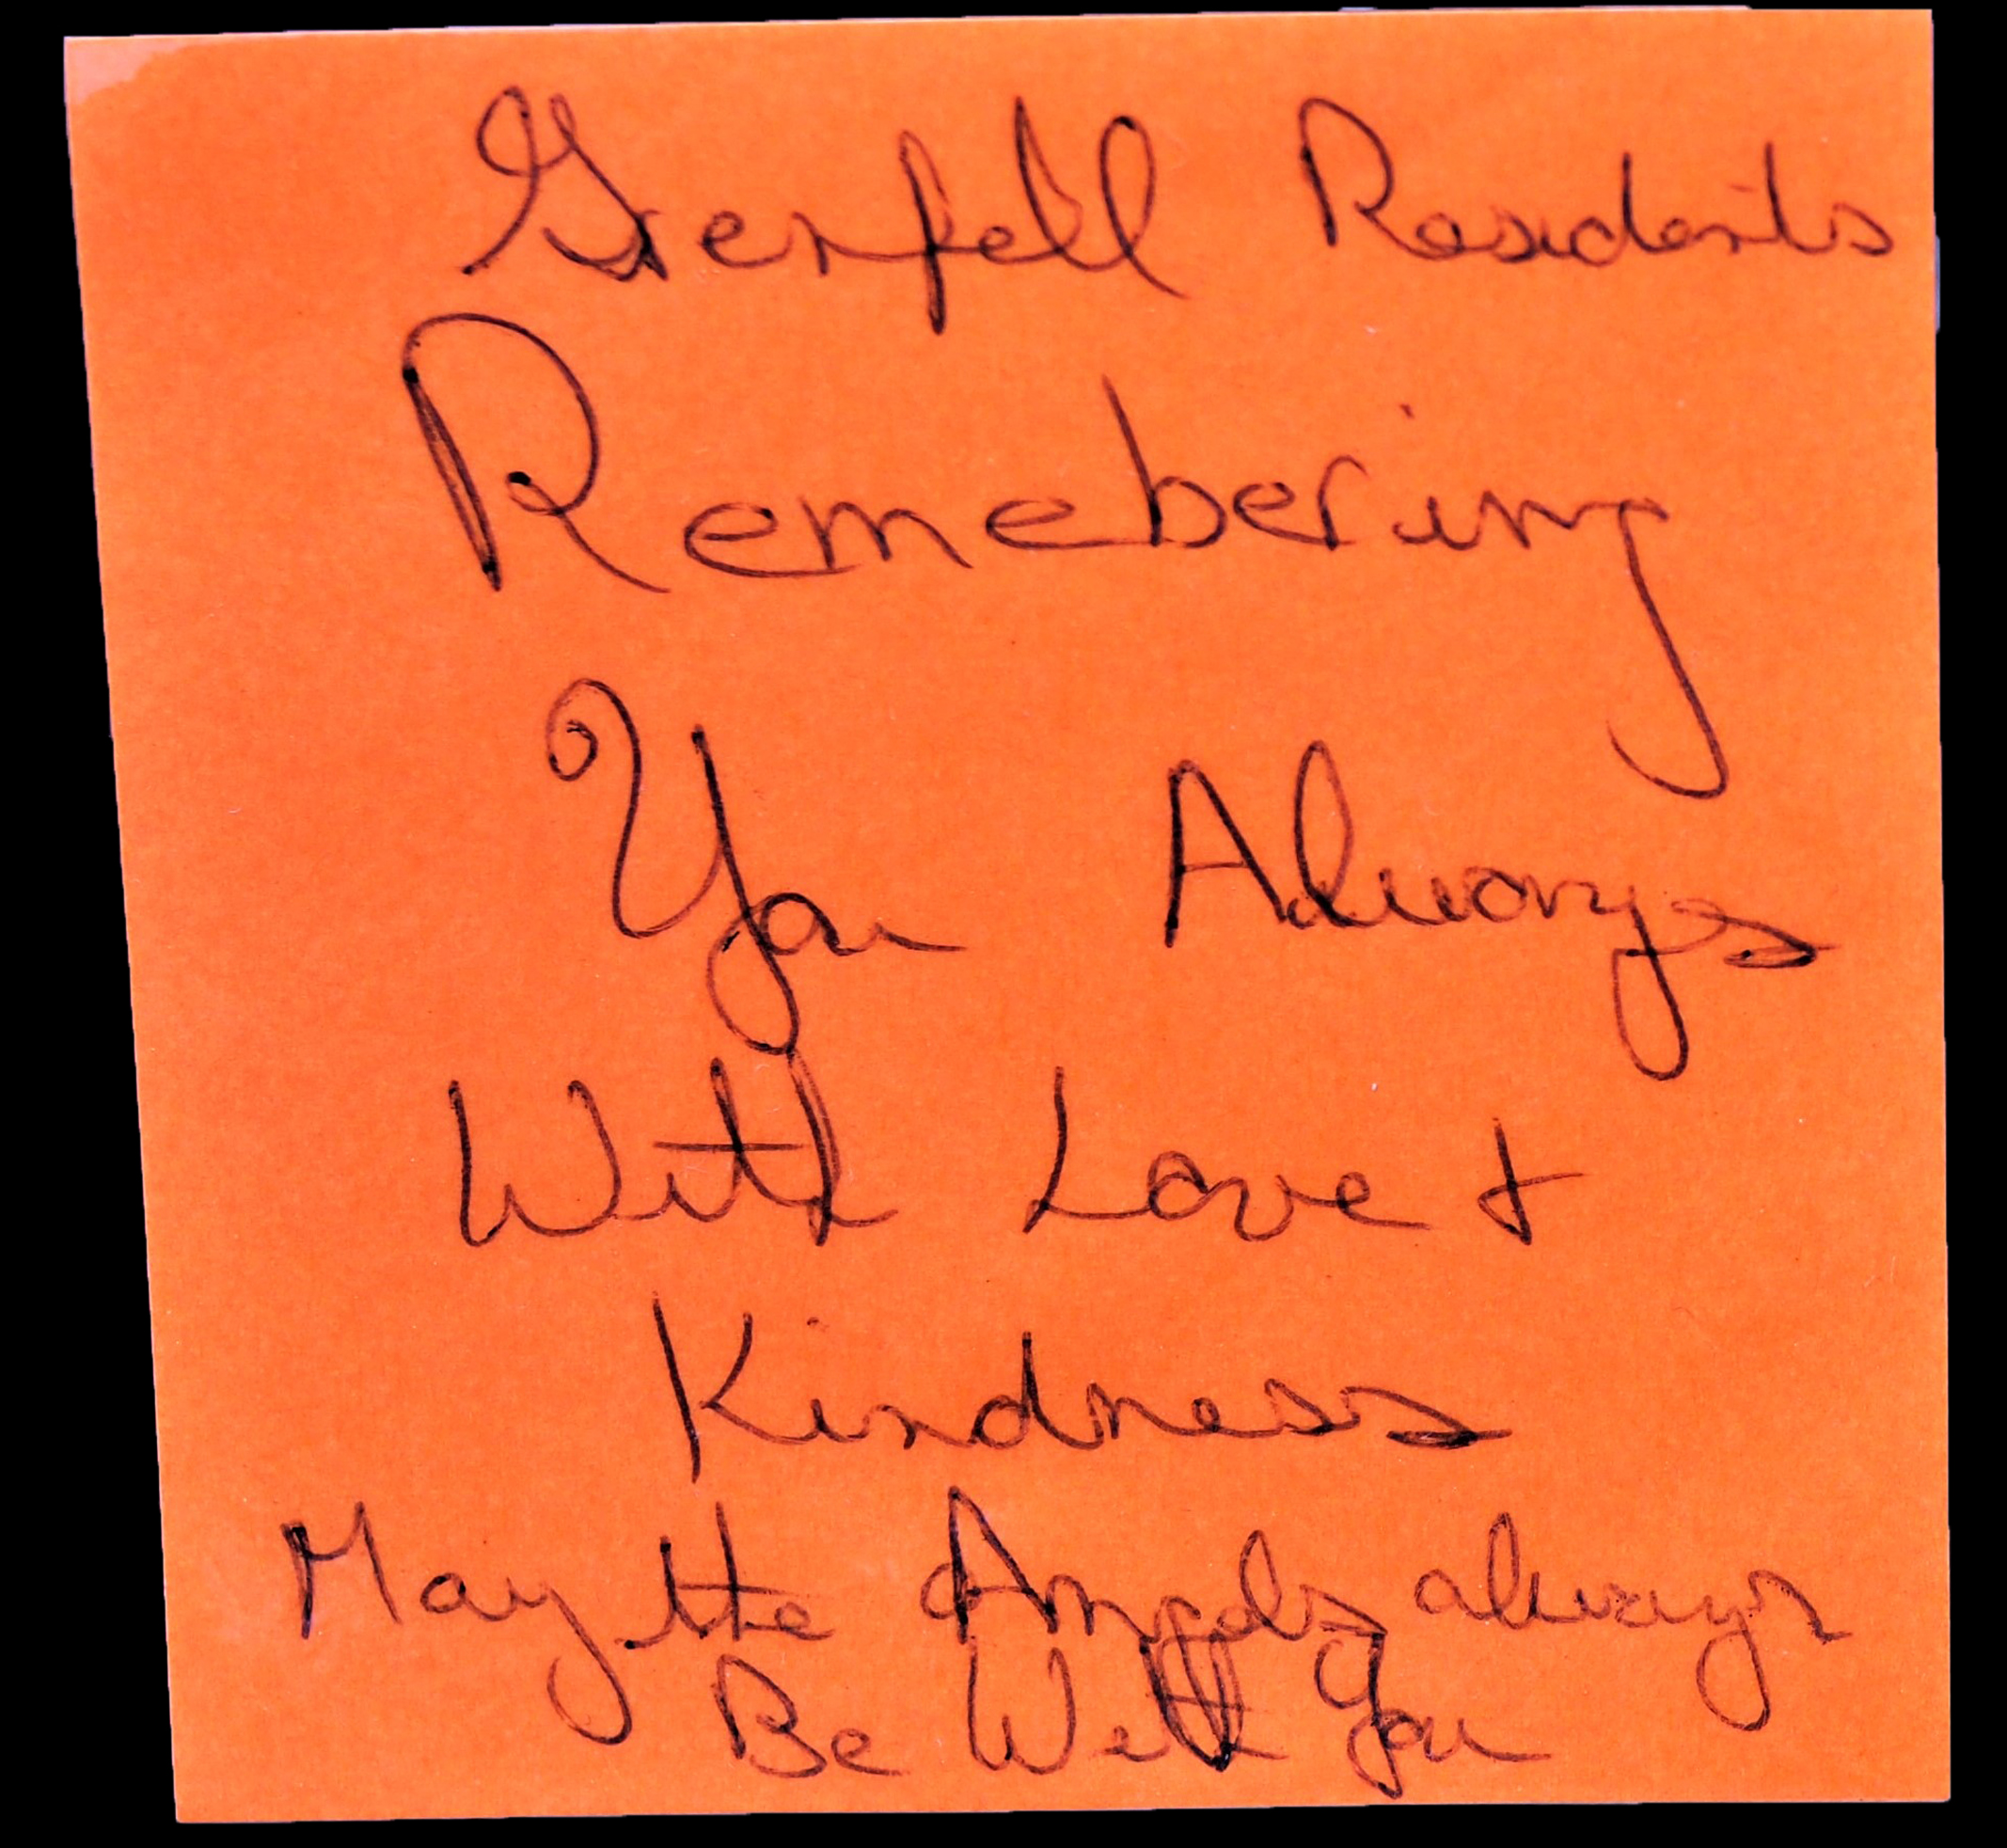 Grenfell Residents
Remebering
You Always
With Love +
Kindness
May the Angels always
Be With You